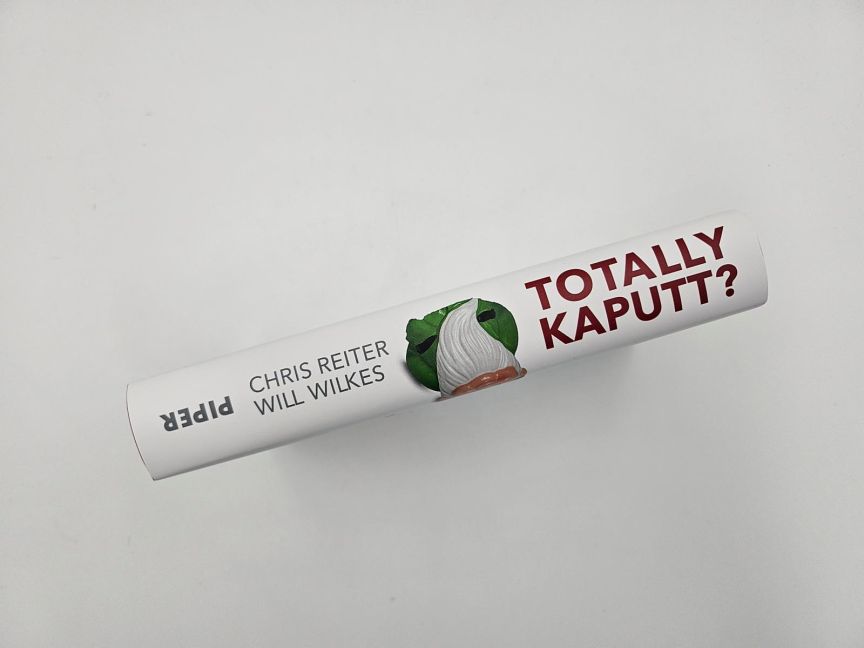 PIPER
CHRIS REITER
WILL WILKES
TOTALLY
KAPUTT?